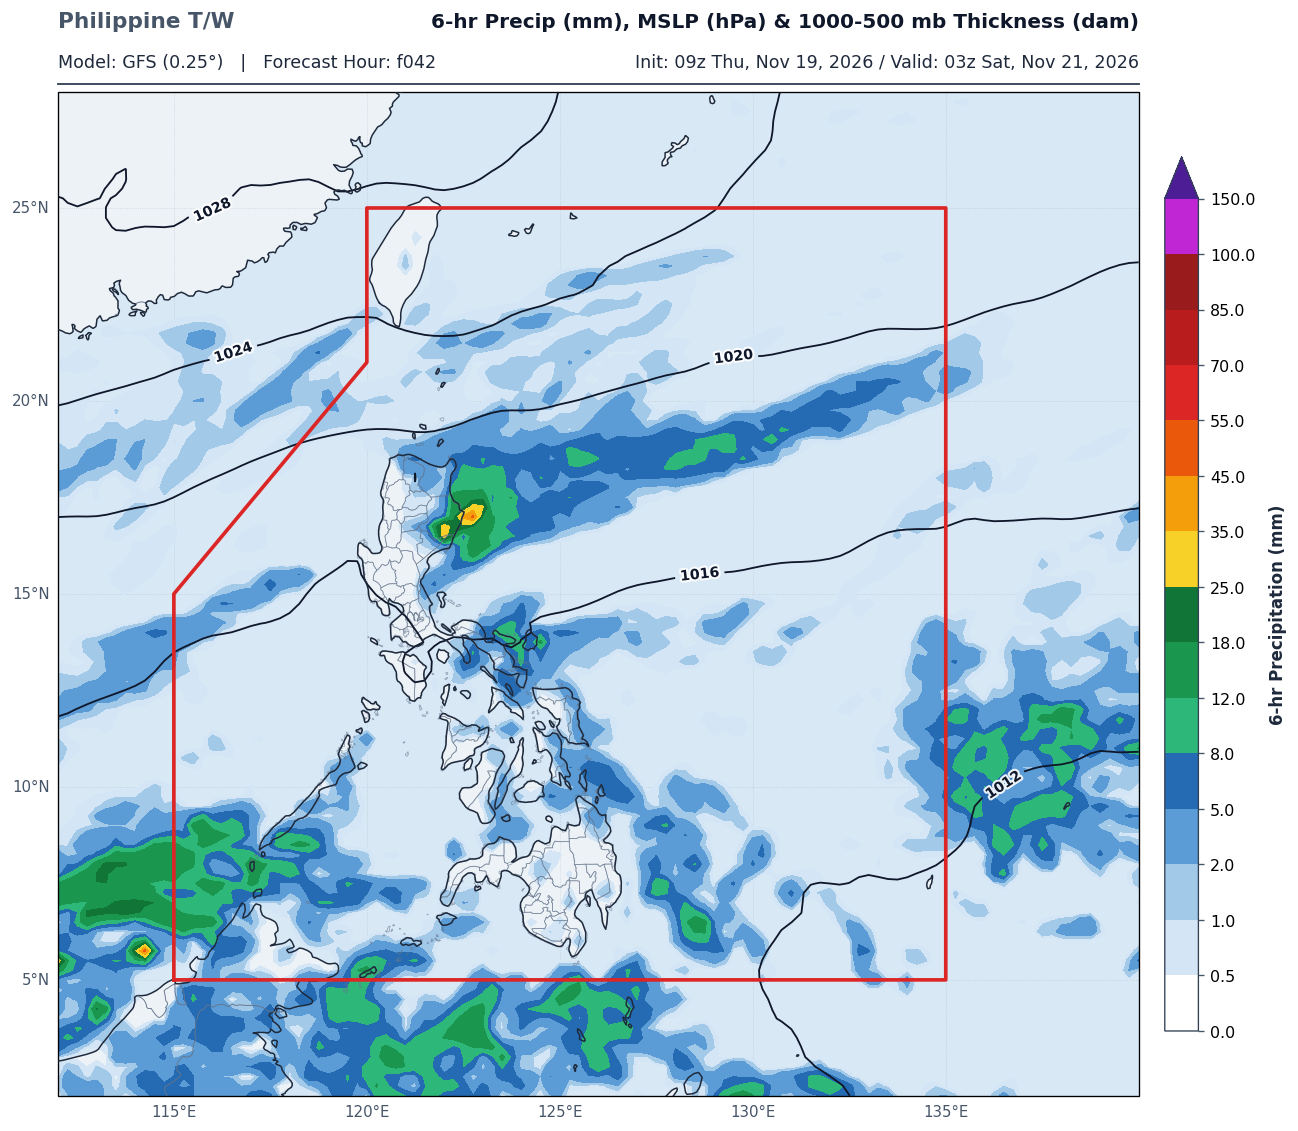 Philippine T/W
6-hr Precip (mm), MSLP (hPa) & 1000-500 mb Thickness (dam)
Model: GFS (0.25°) | Forecast Hour: f042
Init: 09z Thu, Nov 19, 2026 / Valid: 03z Sat, Nov 21, 2026
25°N
20°N
15°N
10°N
5°N
115°E
120°E
125°E
130°E
135°E
1028
1024
1020
1016
1012
150.0
100.0
85.0
70.0
55.0
45.0
35.0
25.0
18.0
12.0
8.0
5.0
2.0
1.0
0.5
0.0
6-hr Precipitation (mm)